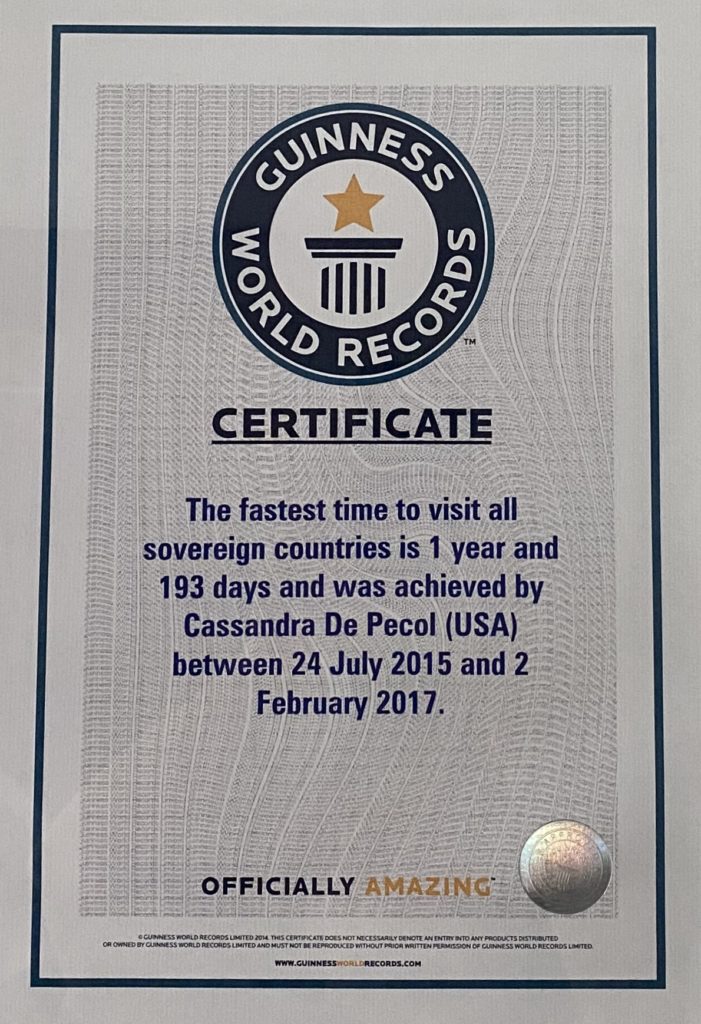 GUINNESS
WORLD RECORDS
TM
CERTIFICATE
The fastest time to visit all
sovereign countries is 1 year and
193 days and was achieved by
Cassandra De Pecol (USA)
between 24 July 2015 and 2
February 2017.
OFFICIALLY AMAZING™
© GUINNESS WORLD RECORDS LIMITED 2014. THIS CERTIFICATE DOES NOT NECESSARILY DENOTE AN ENTRY INTO ANY PRODUCTS DISTRIBUTED
OR OWNED BY GUINNESS WORLD RECORDS LIMITED AND MUST NOT BE REPRODUCED WITHOUT PRIOR WRITTEN PERMISSION OF GUINNESS WORLD RECORDS LIMITED.
WWW.GUINNESSWORLDRECORDS.COM